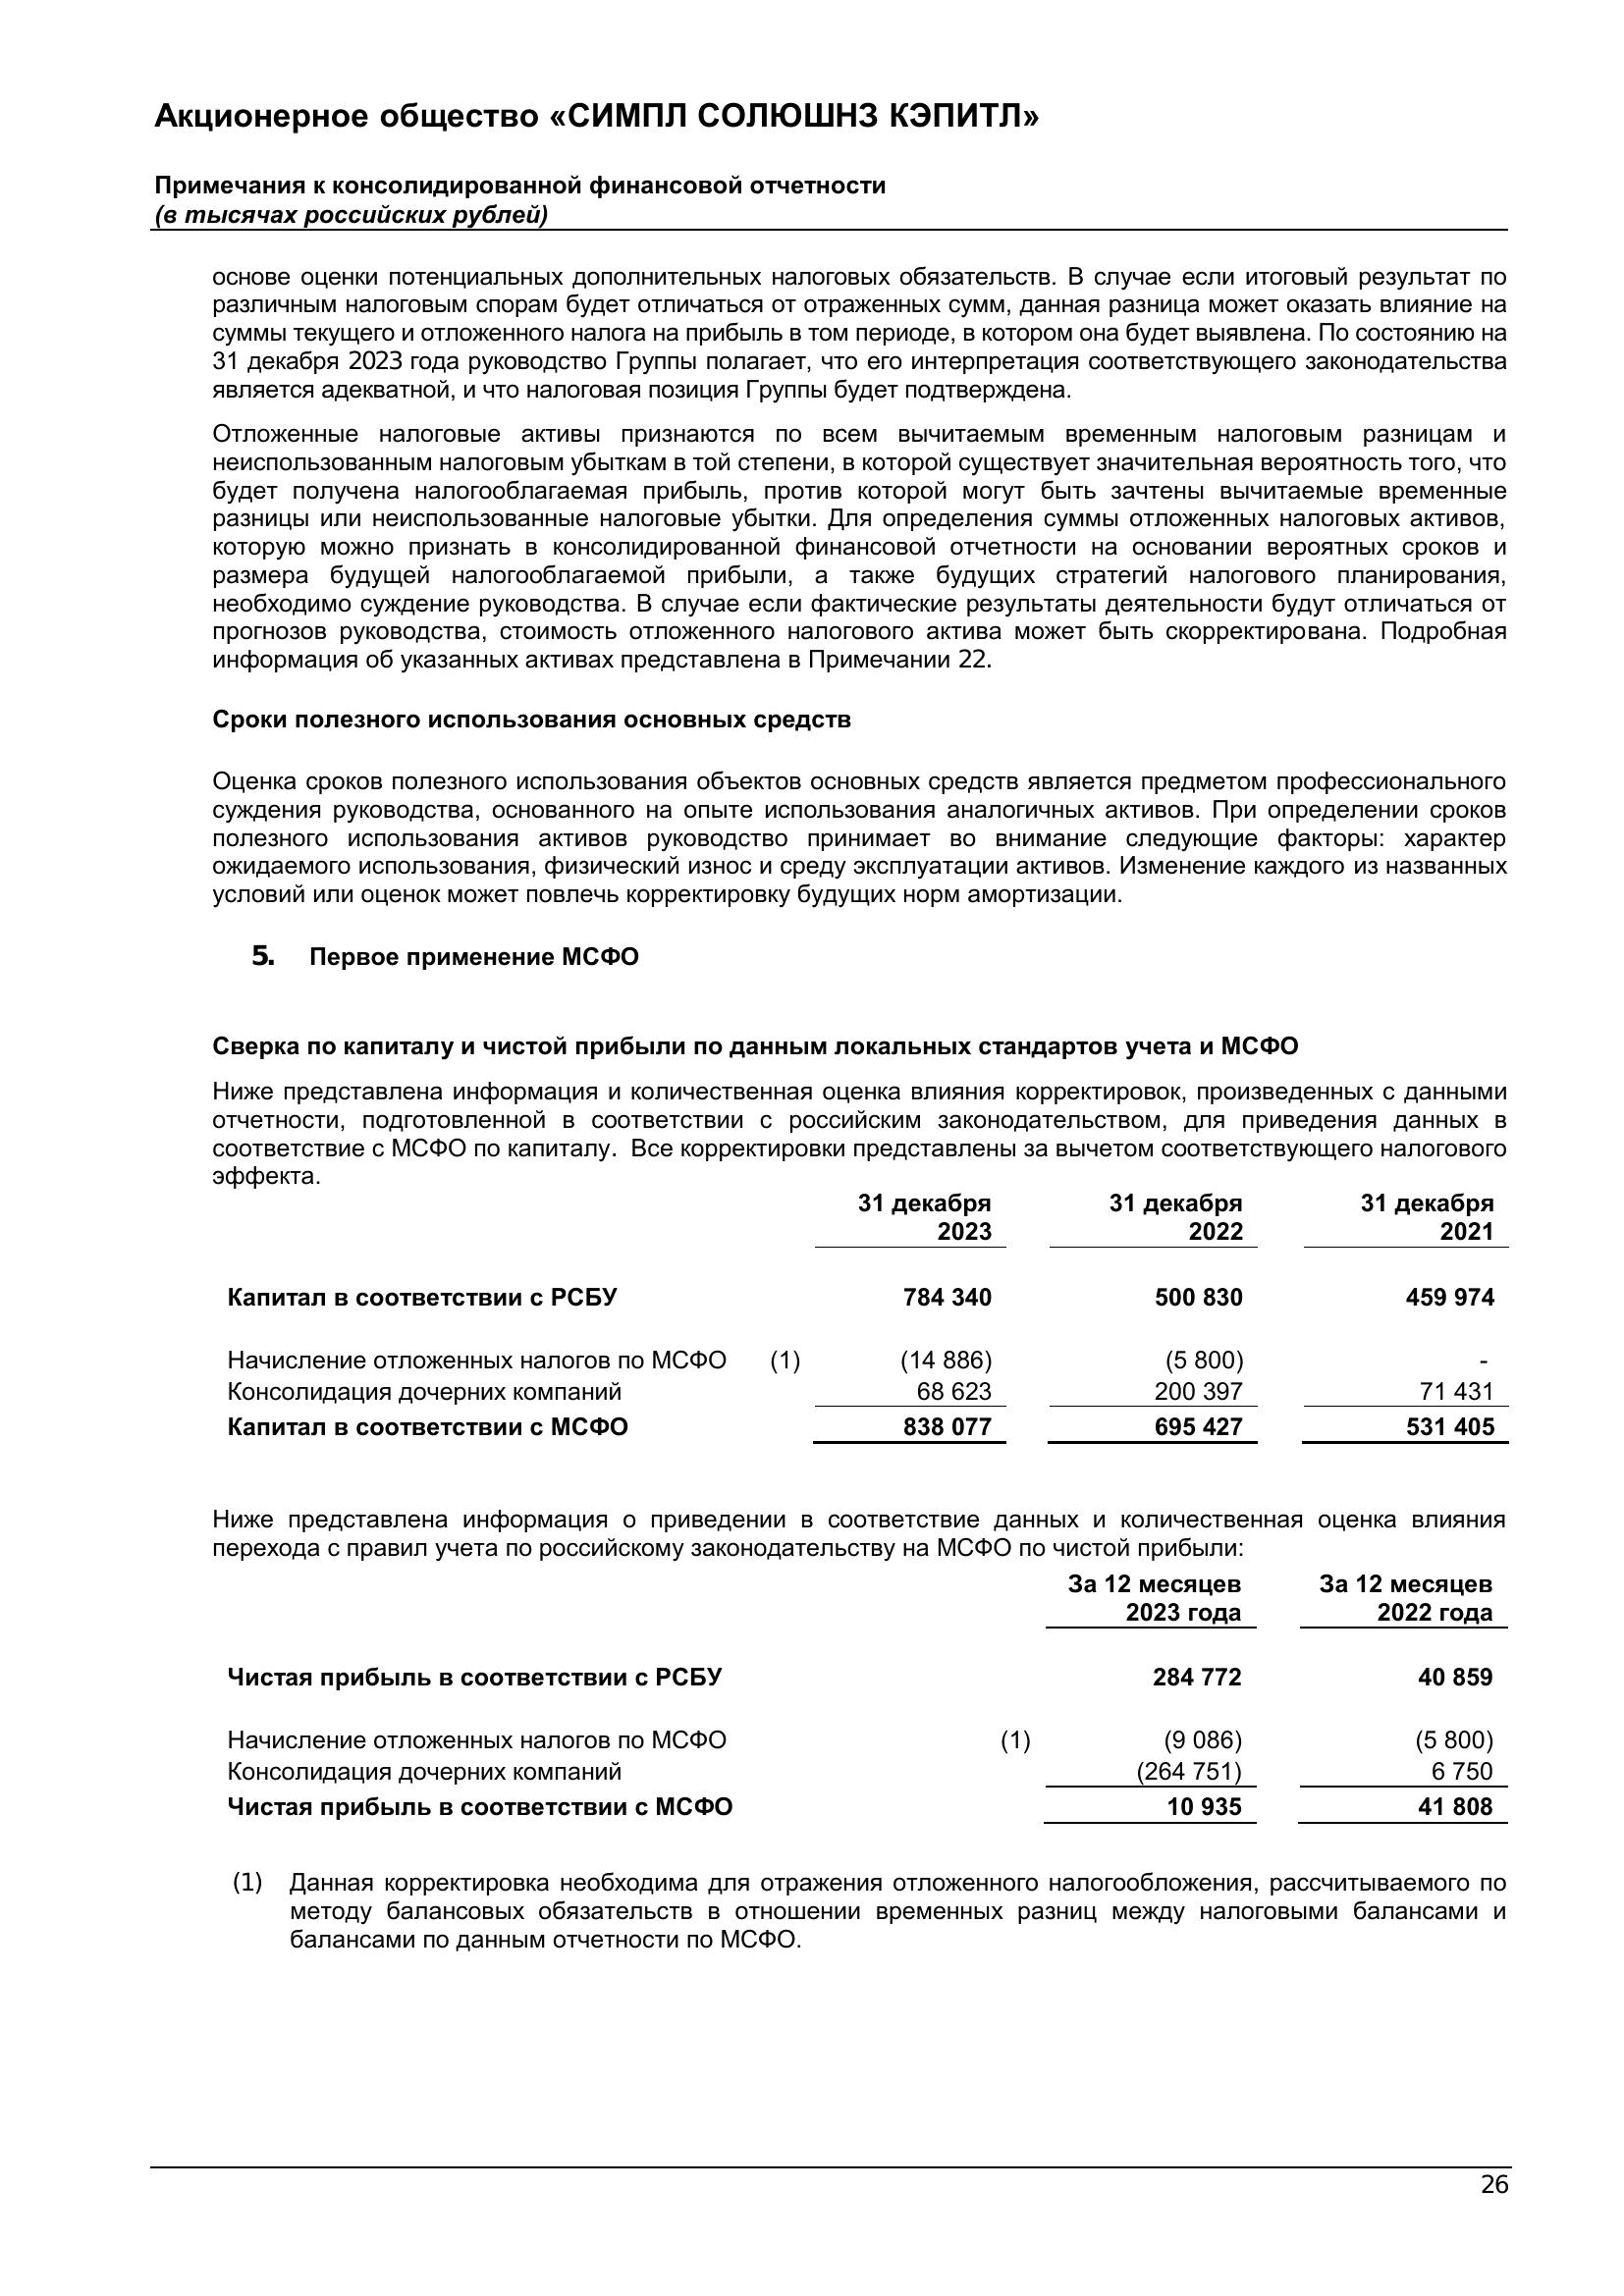 Акционерное общество «СИМПЛ СОЛЮШНЗ КЭПИТЛ»
Примечания к консолидированной финансовой отчетности
(в тысячах российских рублей)
основе оценки потенциальных дополнительных налоговых обязательств. В случае если итоговый результат по
различным налоговым спорам будет отличаться от отраженных сумм, данная разница может оказать влияние на
суммы текущего и отложенного налога на прибыль в том периоде, в котором она будет выявлена. По состоянию на
31 декабря 2023 года руководство Группы полагает, что его интерпретация соответствующего законодательства
является адекватной, и что налоговая позиция Группы будет подтверждена.
Отложенные налоговые активы признаются по всем вычитаемым временным налоговым разницам и
неиспользованным налоговым убыткам в той степени, в которой существует значительная вероятность того, что
будет получена налогооблагаемая прибыль, против которой могут быть зачтены вычитаемые временные
разницы или неиспользованные налоговые убытки. Для определения суммы отложенных налоговых активов,
которую можно признать в консолидированной финансовой отчетности на основании вероятных сроков и
размера будущей налогооблагаемой прибыли, а также будущих стратегий налогового планирования,
необходимо суждение руководства. В случае если фактические результаты деятельности будут отличаться от
прогнозов руководства, стоимость отложенного налогового актива может быть скорректирована. Подробная
информация об указанных активах представлена в Примечании 22.
Сроки полезного использования основных средств
Оценка сроков полезного использования объектов основных средств является предметом профессионального
суждения руководства, основанного на опыте использования аналогичных активов. При определении сроков
полезного использования активов руководство принимает во внимание следующие факторы: характер
ожидаемого использования, физический износ и среду эксплуатации активов. Изменение каждого из названных
условий или оценок может повлечь корректировку будущих норм амортизации.
5. Первое применение МСФО
Сверка по капиталу и чистой прибыли по данным локальных стандартов учета и МСФО
Ниже представлена информация и количественная оценка влияния корректировок, произведенных с данными
отчетности, подготовленной в соответствии с российским законодательством, для приведения данных в
соответствие с МСФО по капиталу. Все корректировки представлены за вычетом соответствующего налогового
эффекта.
31 декабря 31 декабря 31 декабря
2023 2022 2021
Капитал в соответствии с РСБУ 784 340 500 830 459 974
Начисление отложенных налогов по МСФО (1) (14 886) (5 800) -
Консолидация дочерних компаний 68 623 200 397 71 431
Капитал в соответствии с МСФО 838 077 695 427 531 405
Ниже представлена информация о приведении в соответствие данных и количественная оценка влияния
перехода с правил учета по российскому законодательству на МСФО по чистой прибыли:
За 12 месяцев За 12 месяцев
2023 года 2022 года
Чистая прибыль в соответствии с РСБУ 284 772 40 859
Начисление отложенных налогов по МСФО (1) (9 086) (5 800)
Консолидация дочерних компаний (264 751) 6 750
Чистая прибыль в соответствии с МСФО 10 935 41 808
(1) Данная корректировка необходима для отражения отложенного налогообложения, рассчитываемого по
методу балансовых обязательств в отношении временных разниц между налоговыми балансами и
балансами по данным отчетности по МСФО.
26